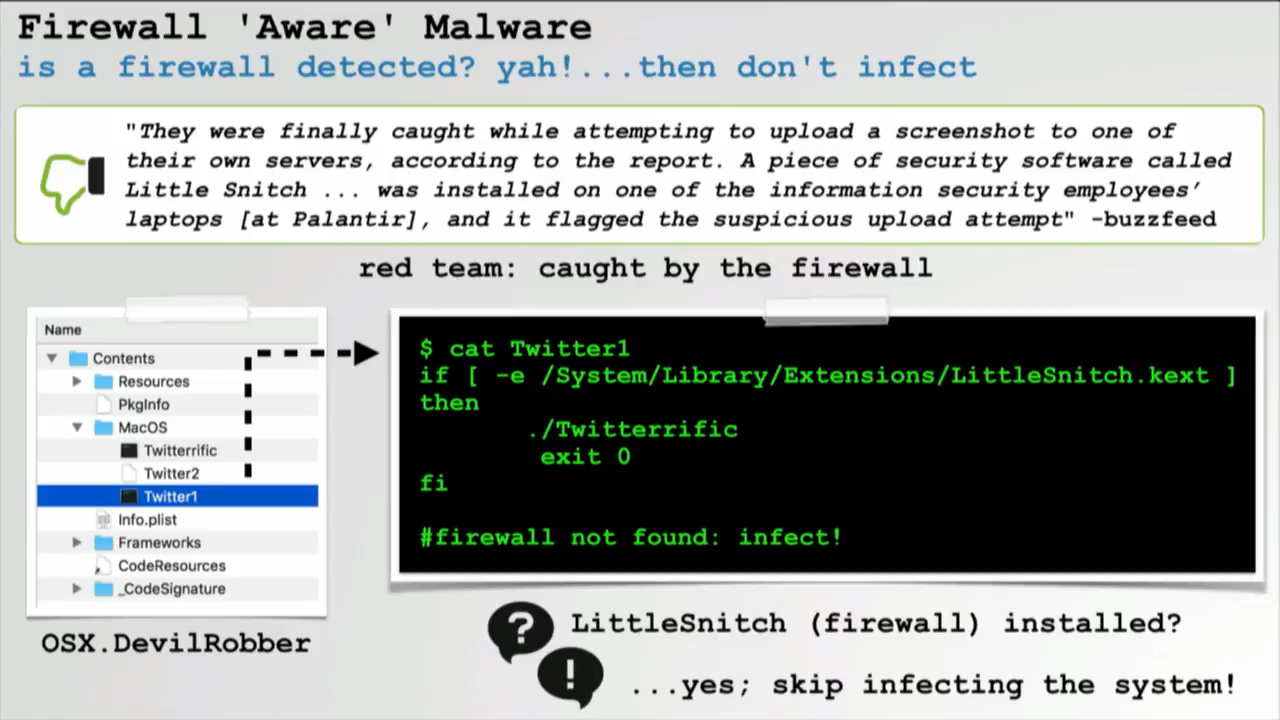 Firewall 'Aware' Malware
is a firewall detected? yah!...then don't infect
"They were finally caught while attempting to upload a screenshot to one of
their own servers, according to the report. A piece of security software called
Little Snitch ... was installed on one of the information security employees’
laptops [at Palantir], and it flagged the suspicious upload attempt" -buzzfeed
red team: caught by the firewall
Name
Contents
Resources
PkgInfo
MacOS
Twitterrific
Twitter2
Twitter1
Info.plist
Frameworks
CodeResources
_CodeSignature
OSX.DevilRobber
$ cat Twitter1
if [ -e /System/Library/Extensions/LittleSnitch.kext ]
then
./Twitterrific
exit 0
fi
#firewall not found: infect!
? LittleSnitch (firewall) installed?
! ...yes; skip infecting the system!